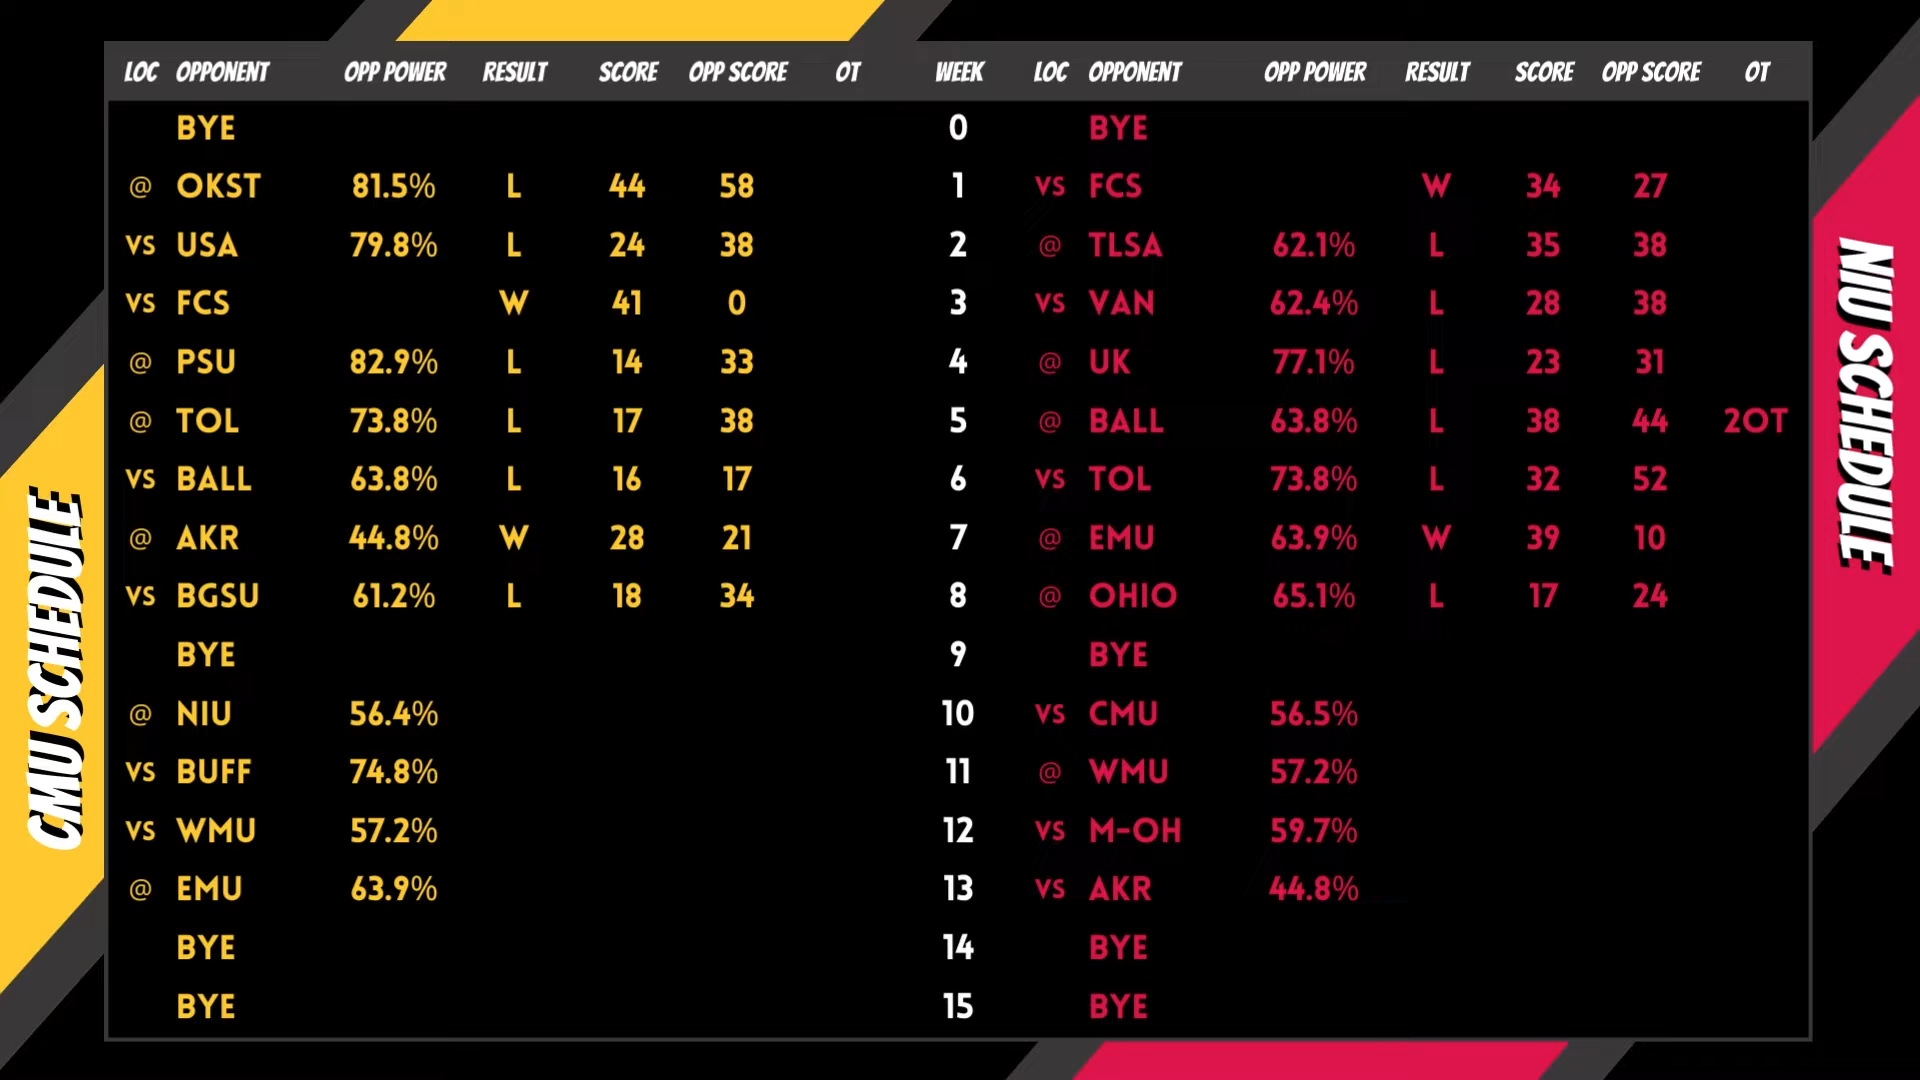 LOC OPPONENT OPP POWER RESULT SCORE OPP SCORE OT WEEK LOC OPPONENT OPP POWER RESULT SCORE OPP SCORE OT
BYE 0 BYE
@ OKST 81.5% L 44 58 1 VS FCS W 34 27
VS USA 79.8% L 24 38 2 @ TLSA 62.1% L 35 38
VS FCS W 41 0 3 VS VAN 62.4% L 28 38
@ PSU 82.9% L 14 33 4 @ UK 77.1% L 23 31
@ TOL 73.8% L 17 38 5 @ BALL 63.8% L 38 44 2OT
VS BALL 63.8% L 16 17 6 VS TOL 73.8% L 32 52
@ AKR 44.8% W 28 21 7 @ EMU 63.9% W 39 10
VS BGSU 61.2% L 18 34 8 @ OHIO 65.1% L 17 24
BYE 9 BYE
@ NIU 56.4% 10 VS CMU 56.5%
VS BUFF 74.8% 11 @ WMU 57.2%
VS WMU 57.2% 12 VS M-OH 59.7%
@ EMU 63.9% 13 VS AKR 44.8%
BYE 14 BYE
BYE 15 BYE
CMU SCHEDULE
NIU SCHEDULE